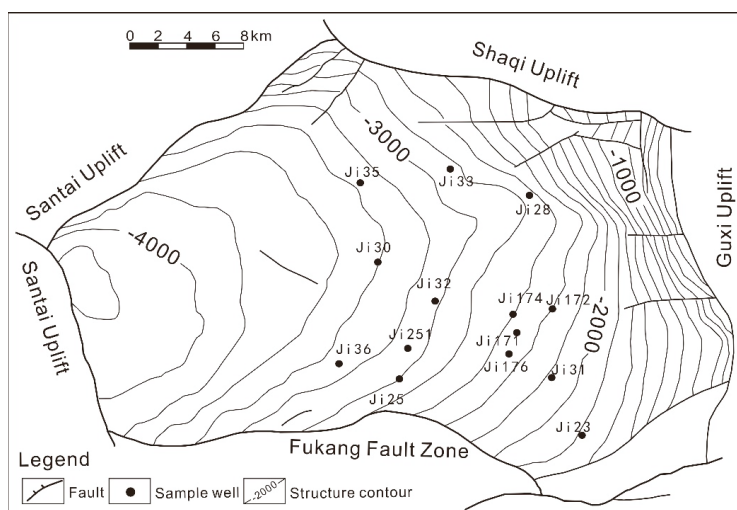 0 2 4 6 8km
Shaqi Uplift
-3000
Ji35
Ji33
-1000
Santai Uplift
Ji28
Guxi Uplift
-4000
Ji30
Santai Uplift
Ji32
Ji174
Ji172
-2000
Ji251
Ji171
Ji36
Ji176
Ji31
Ji25
Ji23
Fukang Fault Zone
Legend
Fault
Sample well
-2000
Structure contour